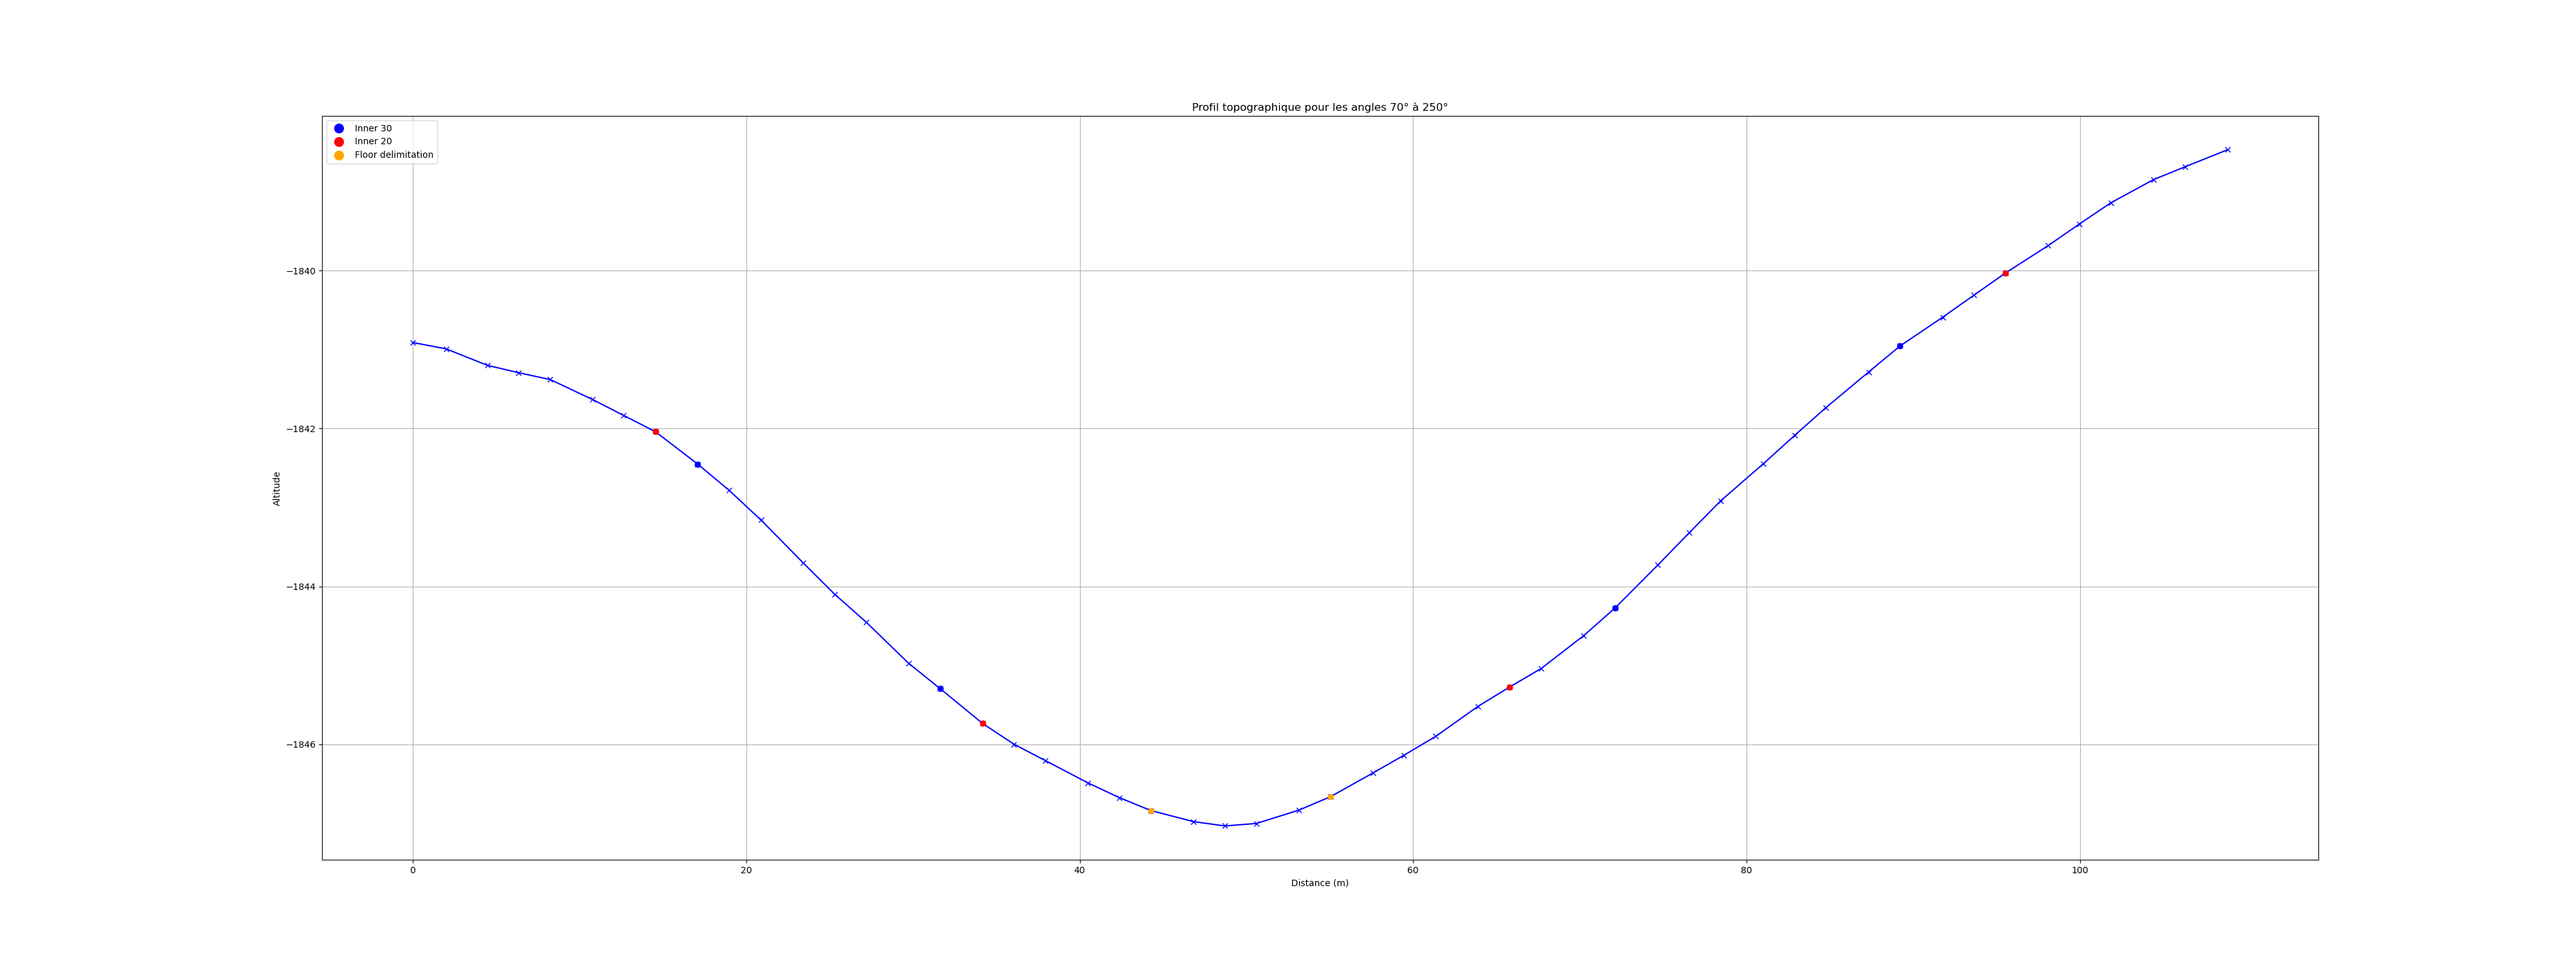 Profil topographique pour les angles 70° à 250°
Inner 30
Inner 20
Floor delimitation
−1840
−1842
−1844
−1846
Altitude
0
20
40
60
80
100
Distance (m)